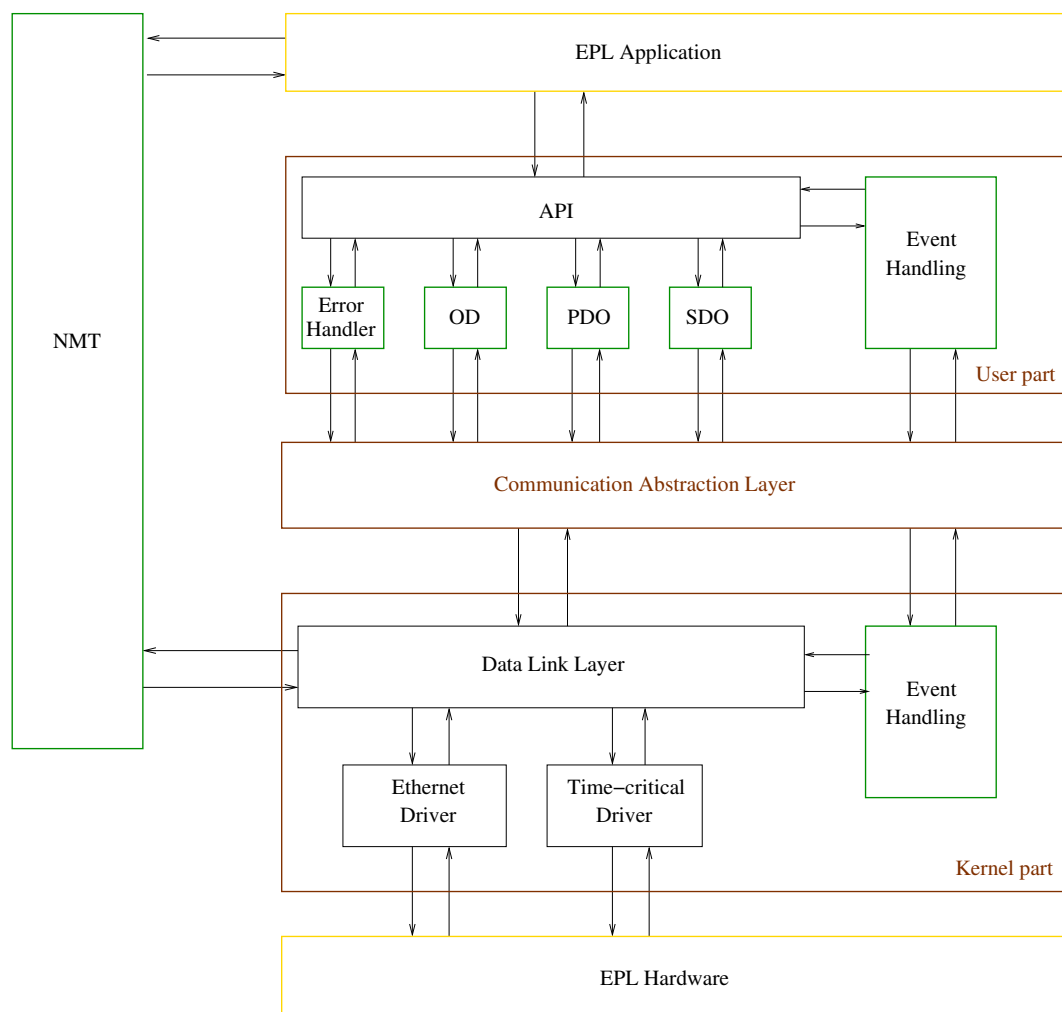 EPL Application
API
Event
Handling
Error
Handler
OD
PDO
SDO
NMT
User part
Communication Abstraction Layer
Data Link Layer
Event
Handling
Ethernet
Driver
Time−critical
Driver
Kernel part
EPL Hardware